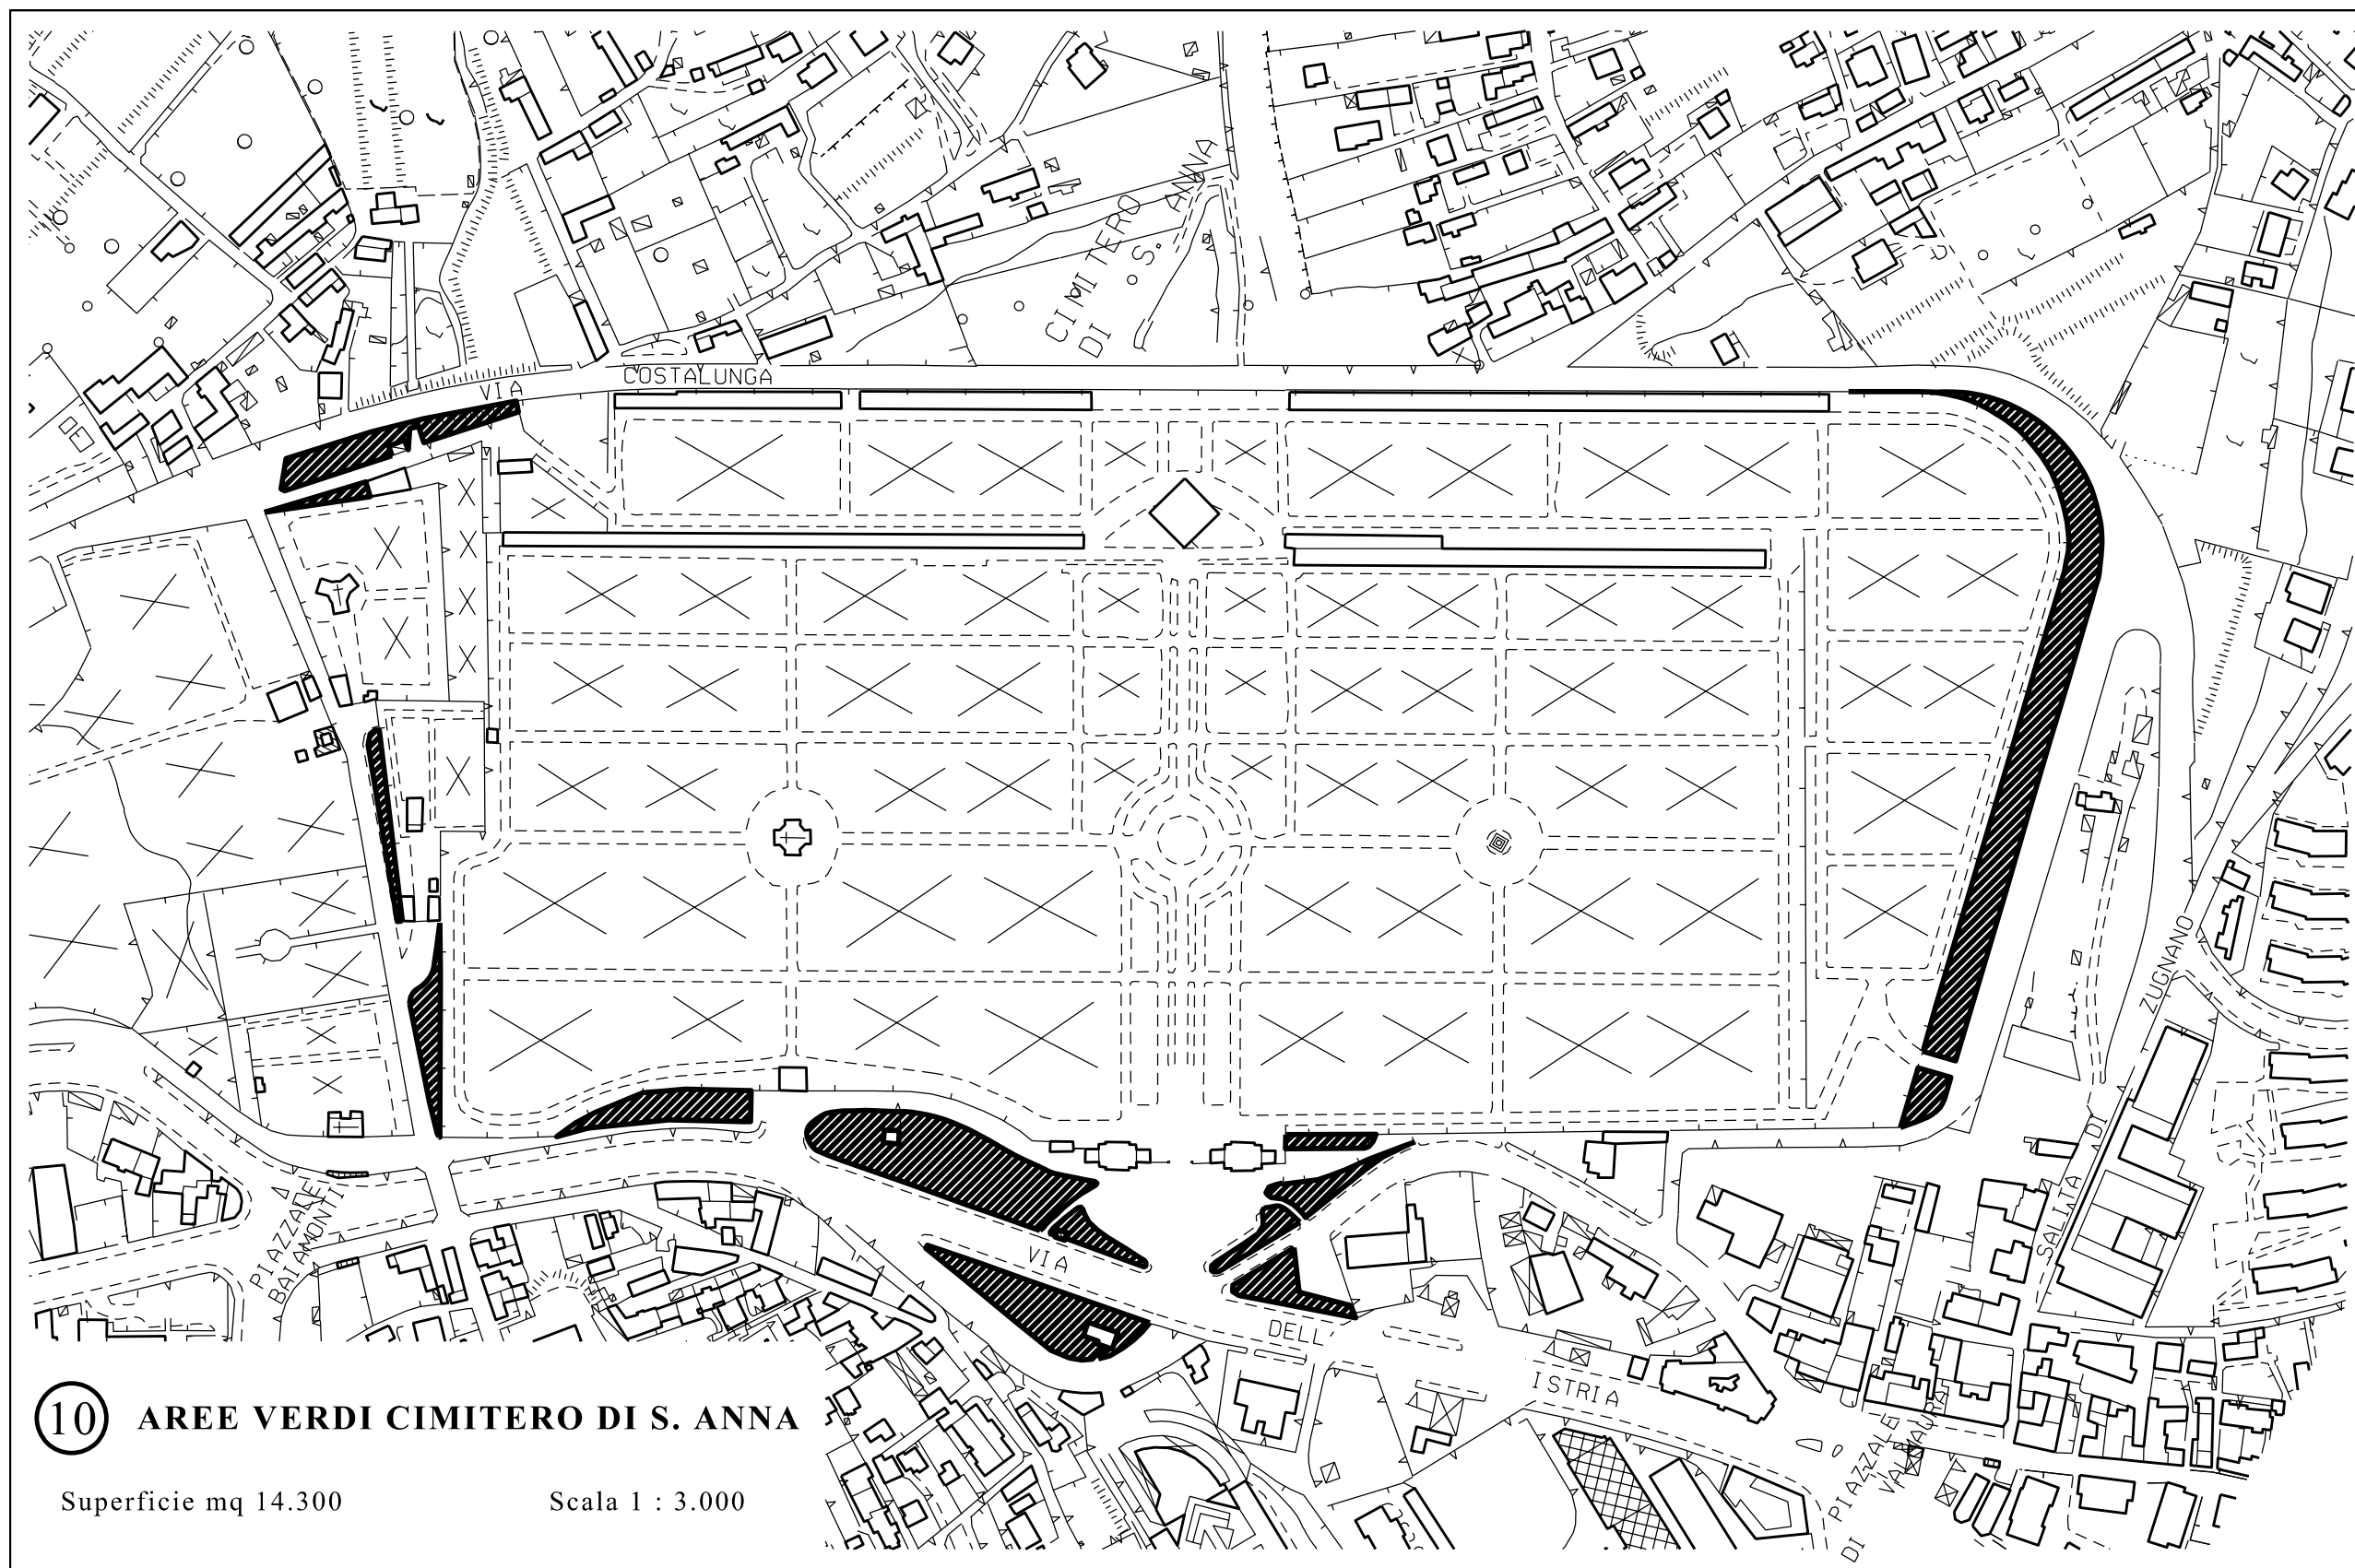 CIMITERO
DI S. ANNA
VIA COSTALUNGA
ZUGNANO
DI
SALITA
PIAZZALE
BAIAMONTI
VIA
DELL
ISTRIA
PIAZZALE
VALMAURA
DI
10 AREE VERDI CIMITERO DI S. ANNA
Superficie mq 14.300 Scala 1 : 3.000